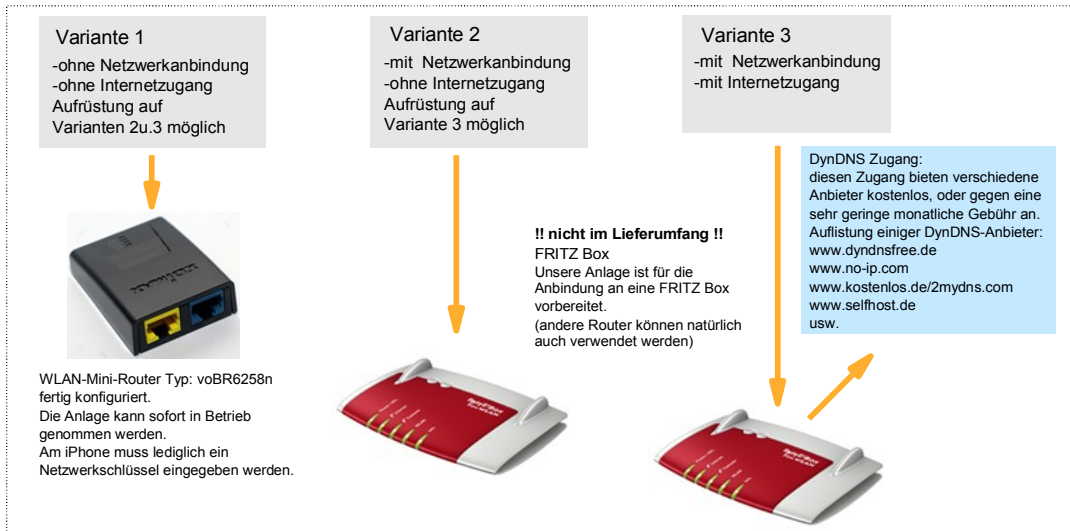 Variante 1
-ohne Netzwerkanbindung
-ohne Internetzugang
Aufrüstung auf
Varianten 2u.3 möglich
Variante 2
-mit  Netzwerkanbindung
-ohne Internetzugang
Aufrüstung auf
Variante 3 möglich
Variante 3
-mit  Netzwerkanbindung
-mit Internetzugang
DynDNS Zugang:
diesen Zugang bieten verschiedene
Anbieter kostenlos, oder gegen eine
sehr geringe monatliche Gebühr an.
Auflistung einiger DynDNS-Anbieter:
www.dyndnsfree.de
www.no-ip.com
www.kostenlos.de/2mydns.com
www.selfhost.de
usw.
!! nicht im Lieferumfang !!
FRITZ Box
Unsere Anlage ist für die
Anbindung an eine FRITZ Box
vorbereitet.
(andere Router können natürlich
auch verwendet werden)
WLAN-Mini-Router Typ: voBR6258n
fertig konfiguriert.
Die Anlage kann sofort in Betrieb
genommen werden.
Am iPhone muss lediglich ein
Netzwerkschlüssel eingegeben werden.